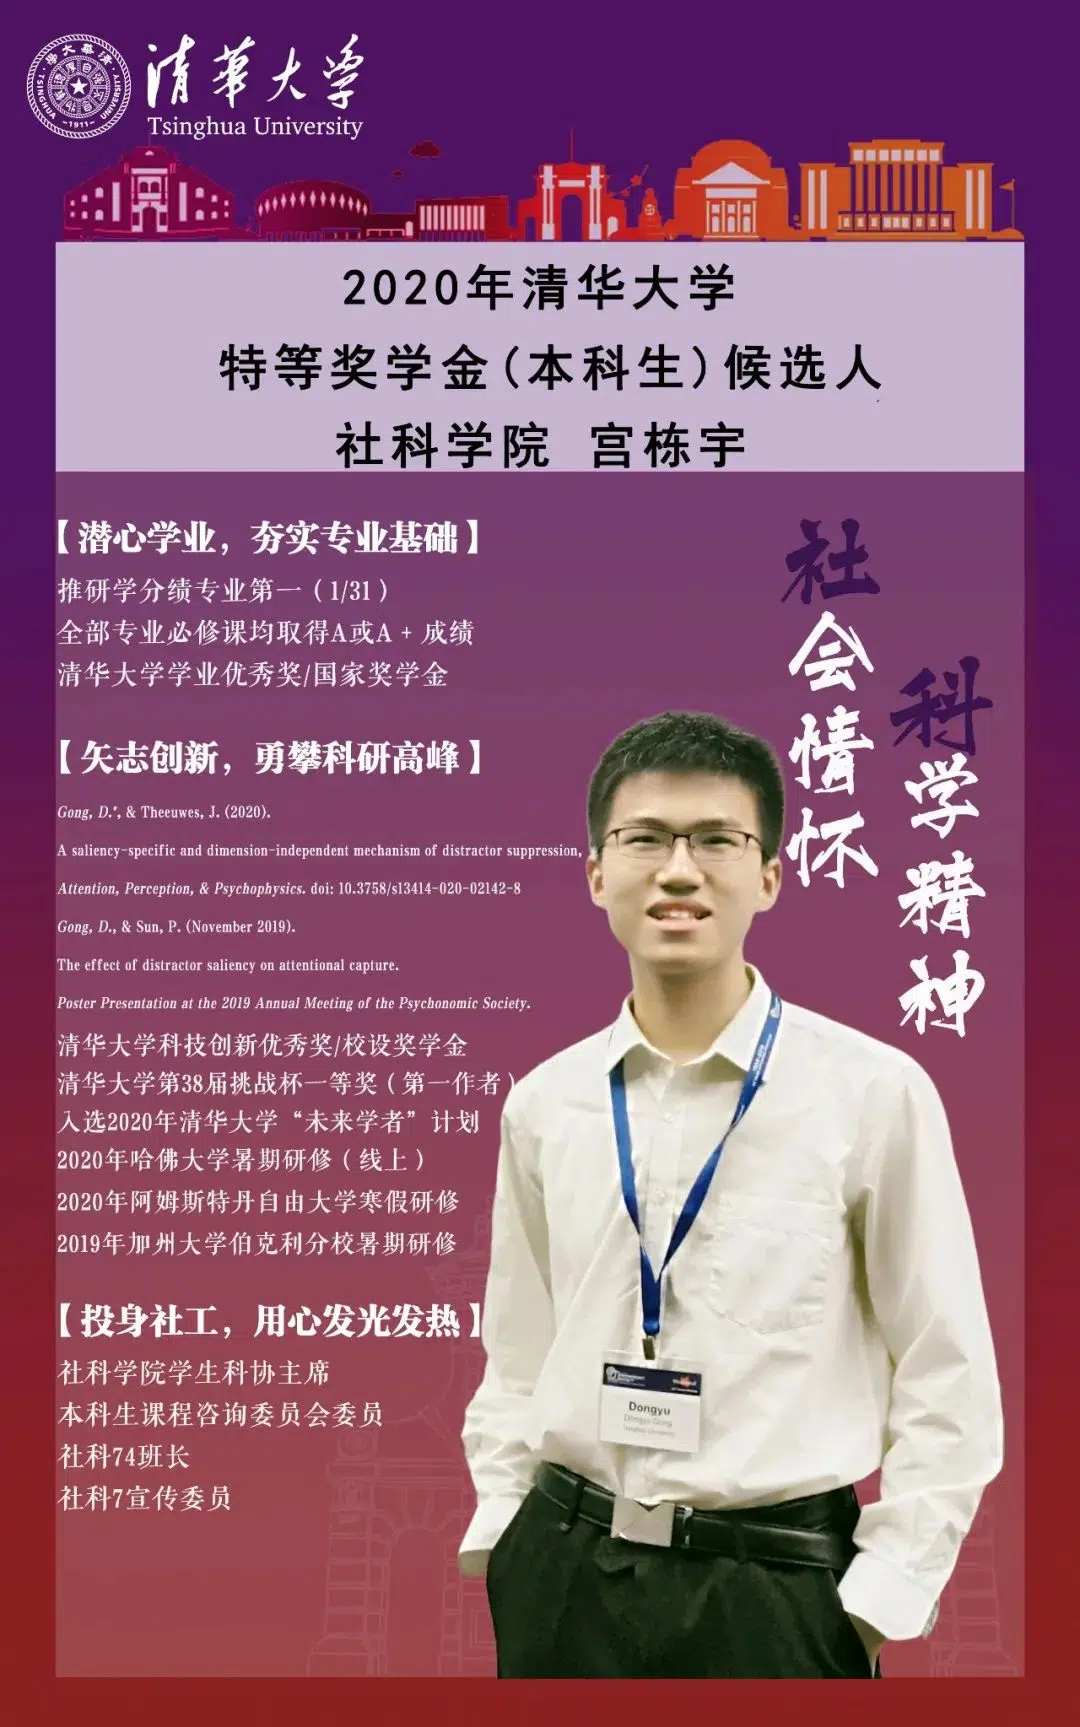 清華大学
Tsinghua University
TSINGHUA UNIVERSITY
-1911-
2020年清华大学
特等奖学金(本科生)候选人
社科学院 宫栋宇
【潜心学业，夯实专业基础】
推研学分绩专业第一（1/31）
全部专业必修课均取得A或A + 成绩
清华大学学业优秀奖/国家奖学金
【矢志创新，勇攀科研高峰】
Gong, D.*, & Theeuwes, J. (2020).
A saliency-specific and dimension-independent mechanism of distractor suppression,
Attention, Perception, & Psychophysics. doi: 10.3758/s13414-020-02142-8
Gong, D., & Sun, P. (November 2019).
The effect of distractor saliency on attentional capture.
Poster Presentation at the 2019 Annual Meeting of the Psychonomic Society.
清华大学科技创新优秀奖/校设奖学金
清华大学第38届挑战杯一等奖（第一作者）
入选2020年清华大学“未来学者”计划
2020年哈佛大学暑期研修（线上）
2020年阿姆斯特丹自由大学寒假研修
2019年加州大学伯克利分校暑期研修
【投身社工，用心发光发热】
社科学院学生科协主席
本科生课程咨询委员会委员
社科74班长
社科7宣传委员
社会情怀
科学精神
Dongyu
Dongyu Gong
Tsinghua University